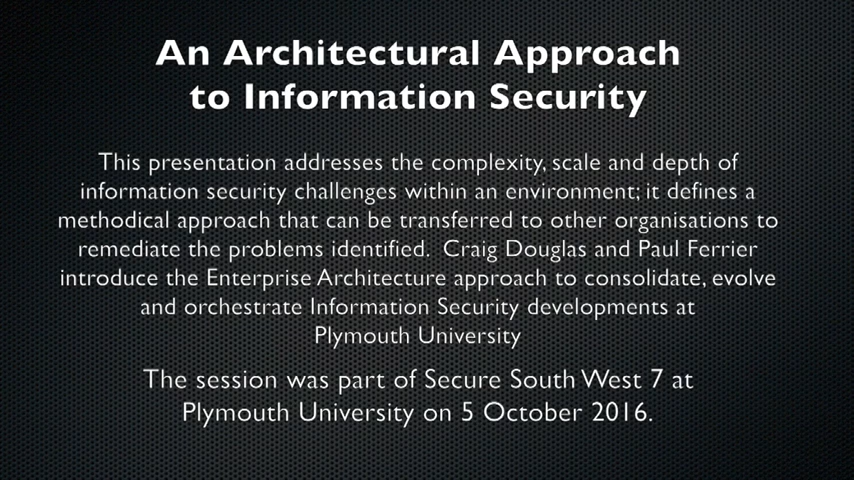 An Architectural Approach
to Information Security
This presentation addresses the complexity, scale and depth of
information security challenges within an environment; it defines a
methodical approach that can be transferred to other organisations to
remediate the problems identified. Craig Douglas and Paul Ferrier
introduce the Enterprise Architecture approach to consolidate, evolve
and orchestrate Information Security developments at
Plymouth University
The session was part of Secure South West 7 at
Plymouth University on 5 October 2016.